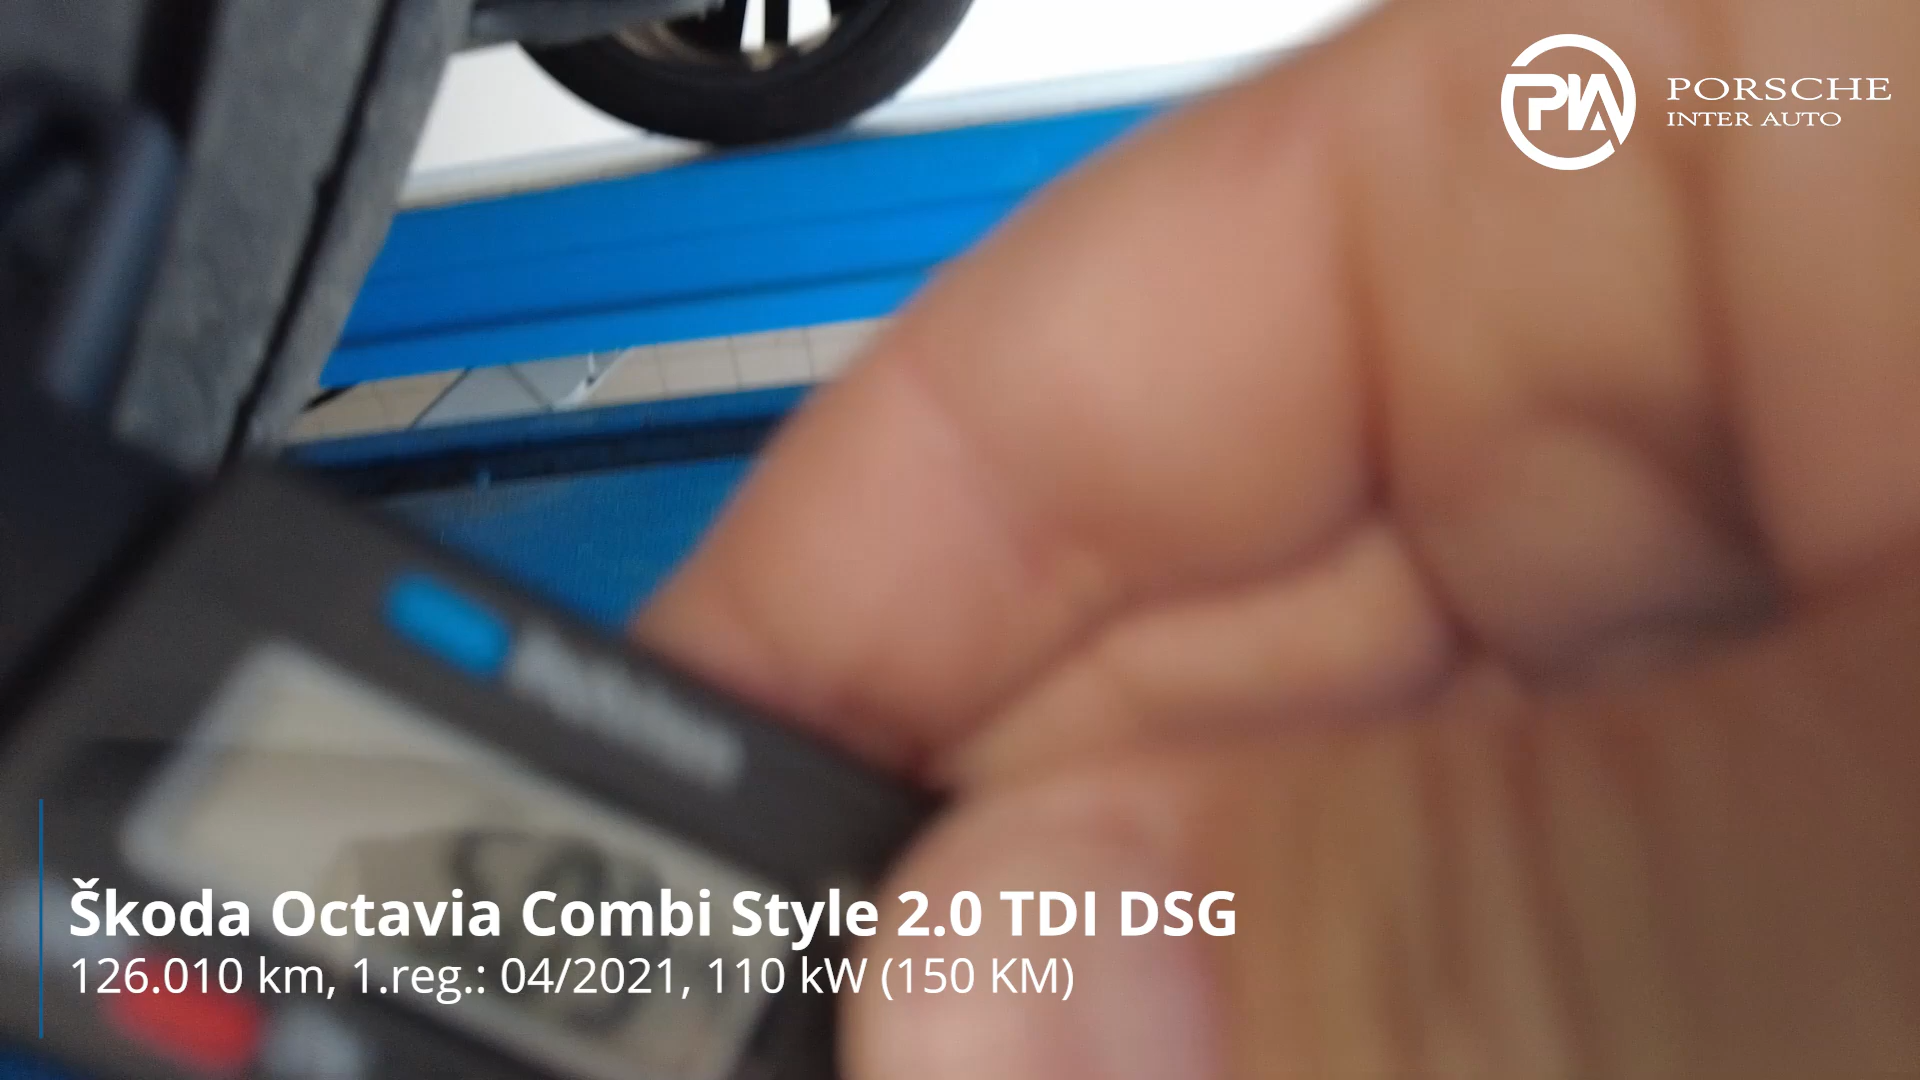 PIA
PORSCHE
INTER AUTO
Škoda Octavia Combi Style 2.0 TDI DSG
126.010 km, 1.reg.: 04/2021, 110 kW (150 KM)